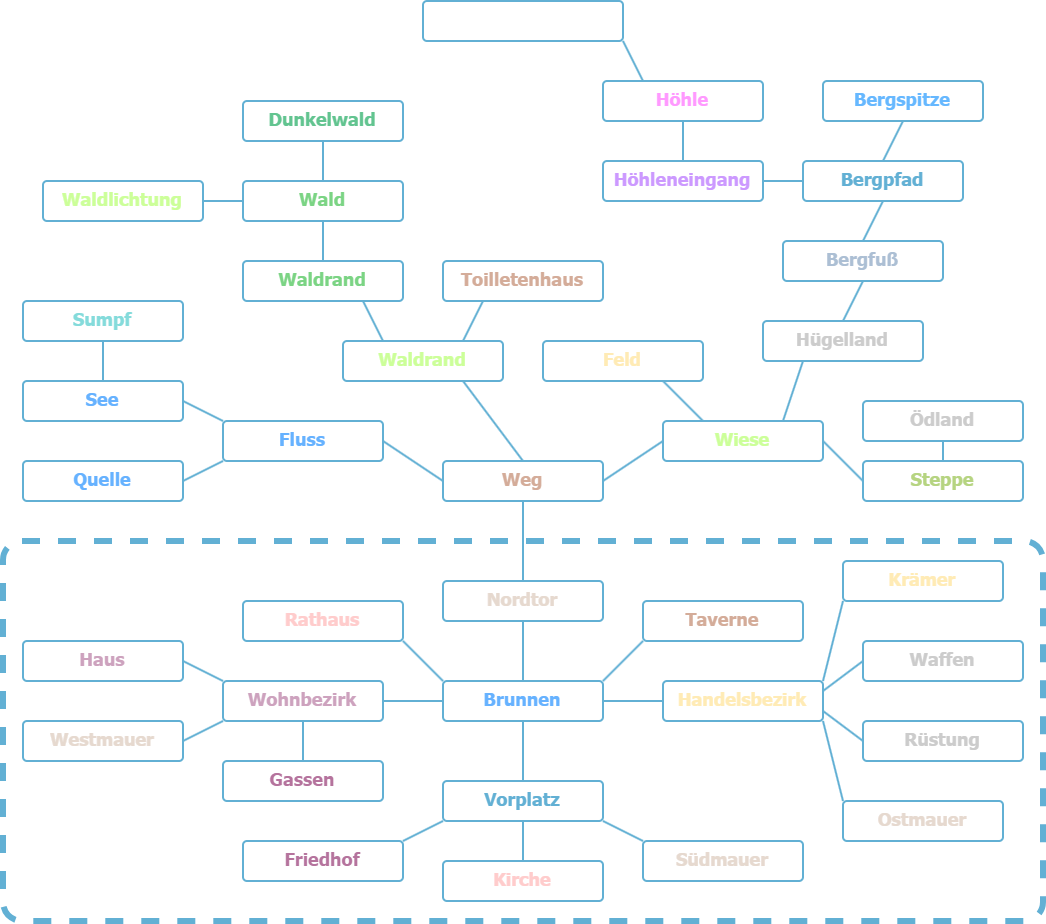 Höhle
Bergspitze
Dunkelwald
Höhleneingang
Bergpfad
Waldlichtung
Wald
Bergfuß
Waldrand
Toilletenhaus
Sumpf
Hügelland
Waldrand
Feld
See
Ödland
Fluss
Wiese
Quelle
Weg
Steppe
Krämer
Nordtor
Rathaus
Taverne
Haus
Waffen
Wohnbezirk
Brunnen
Handelsbezirk
Westmauer
Rüstung
Gassen
Vorplatz
Ostmauer
Friedhof
Südmauer
Kirche